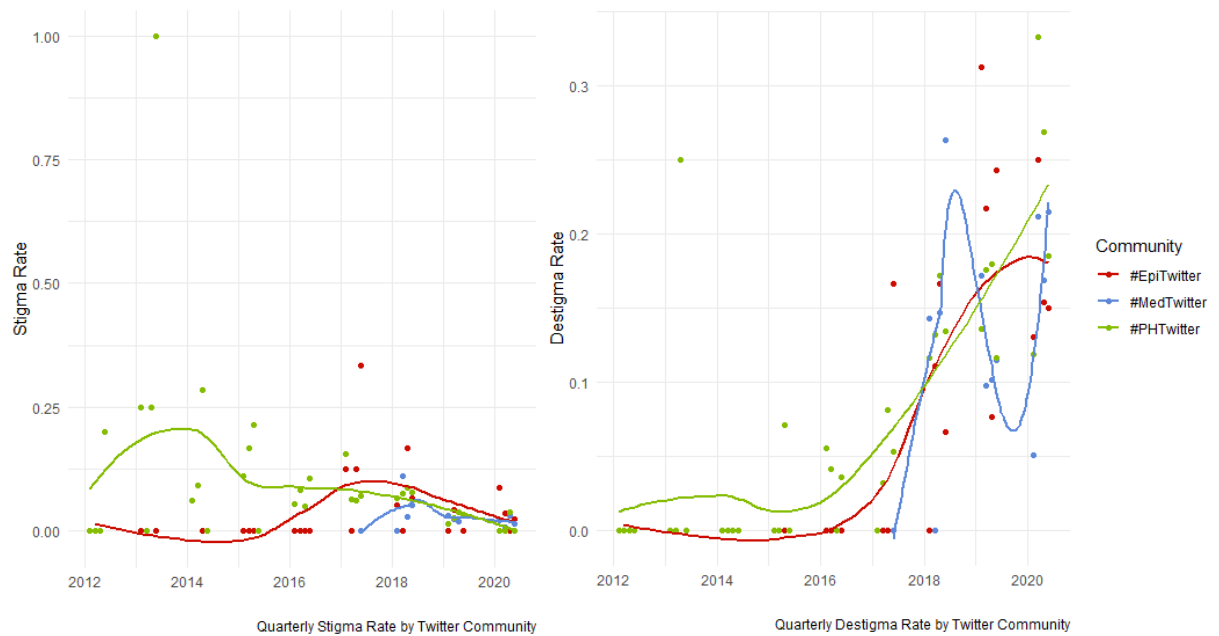 Stigma Rate
1.00
0.75
0.50
0.25
0.00
2012 2014 2016 2018 2020
Quarterly Stigma Rate by Twitter Community
Destigma Rate
0.3
0.2
0.1
0.0
2012 2014 2016 2018 2020
Quarterly Destigma Rate by Twitter Community
Community
#EpiTwitter
#MedTwitter
#PHTwitter